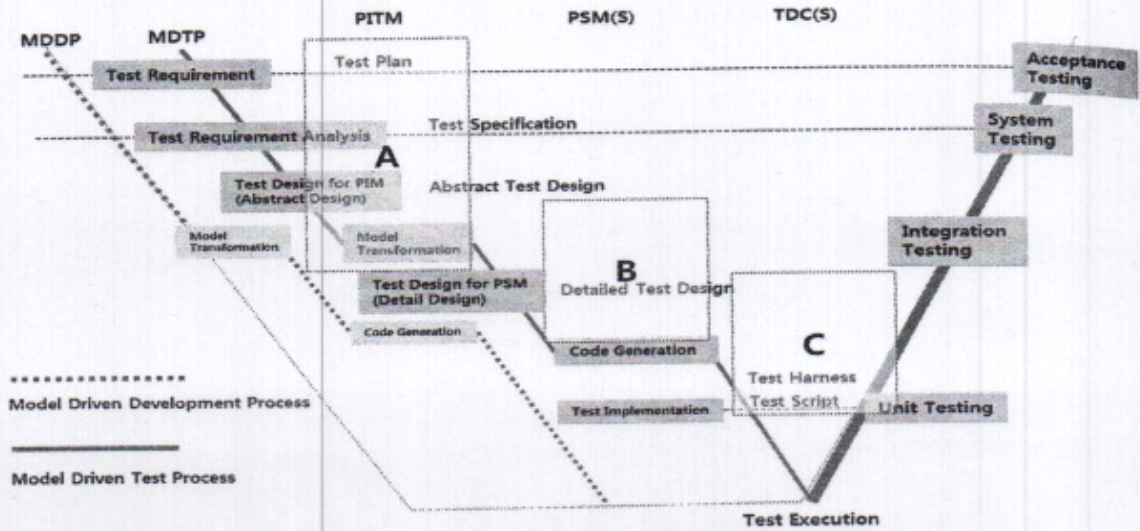 PITM
PSM(S)
TDC(S)
MDDP
MDTP
Test Plan
Test Requirement
Acceptance
Testing
Test Requirement Analysis
Test Specification
System
Testing
A
Test Design for PIM
(Abstract Design)
Abstract Test Design
Model
Transformation
Model
Transformation
Integration
Testing
B
Test Design for PSM
(Detail Design)
Detailed Test Design
Code Generation
Code Generation
C
Test Harness
Test Script
Test Implementation
Unit Testing
Model Driven Development Process
Model Driven Test Process
Test Execution